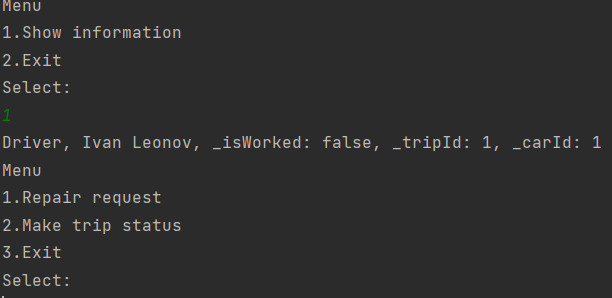 Menu
1.Show information
2.Exit
Select:
1
Driver, Ivan Leonov, _isWorked: false, _tripId: 1, _carId: 1
Menu
1.Repair request
2.Make trip status
3.Exit
Select: